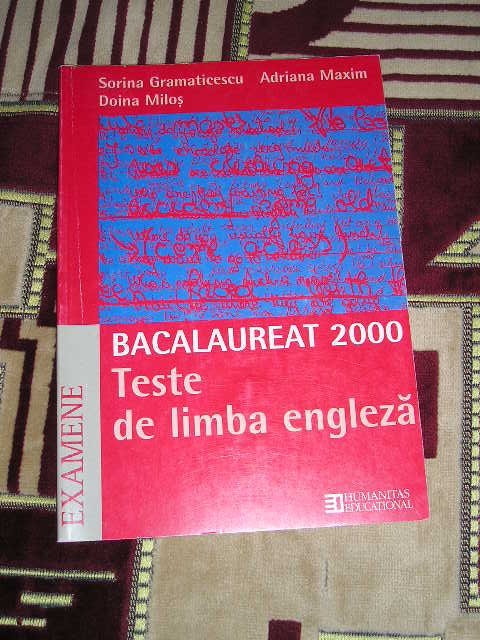 Sorina Gramaticescu Adriana Maxim
Doina Miloș
BACALAUREAT 2000
Teste
de limba engleză
EXAMENE
HUMANITAS
EDUCATIONAL